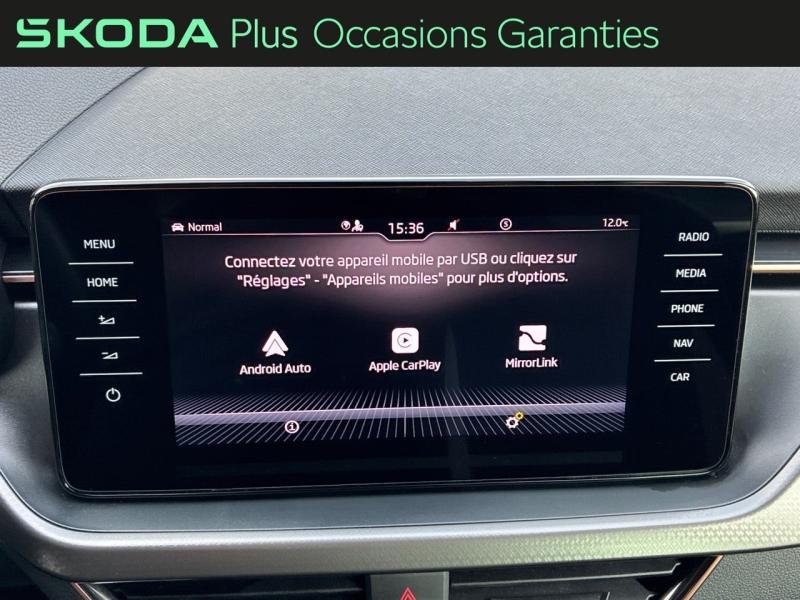 SKODA Plus Occasions Garanties
Normal
15:36
12.0°C
Connectez votre appareil mobile par USB ou cliquez sur
"Réglages" - "Appareils mobiles" pour plus d'options.
Android Auto
Apple CarPlay
MirrorLink
MENU
HOME
RADIO
MEDIA
PHONE
NAV
CAR